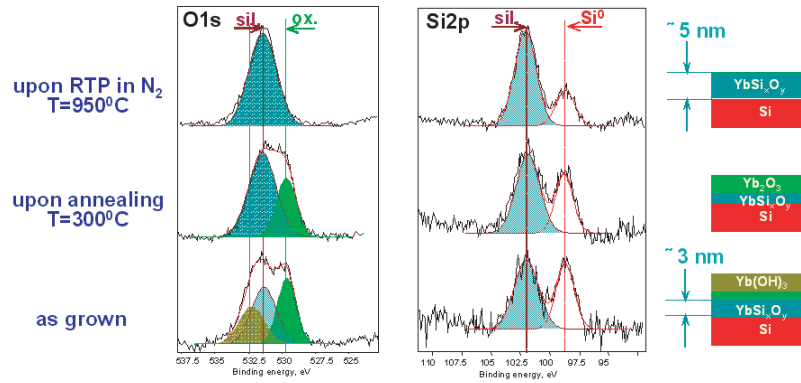 O1s
sil.
ox.
Si2p
sil.
Si⁰
~ 5 nm
upon RTP in N₂
T=950⁰C
YbSiₓOᵧ
Si
upon annealing
T=300⁰C
Yb₂O₃
YbSiₓOᵧ
Si
~ 3 nm
as grown
Yb(OH)₃
YbSiₓOᵧ
Si
537.5 535 532.5 530 527.5 525
Binding energy, eV
110 107.5 105 102.5 100 97.5 95
Binding energy, eV